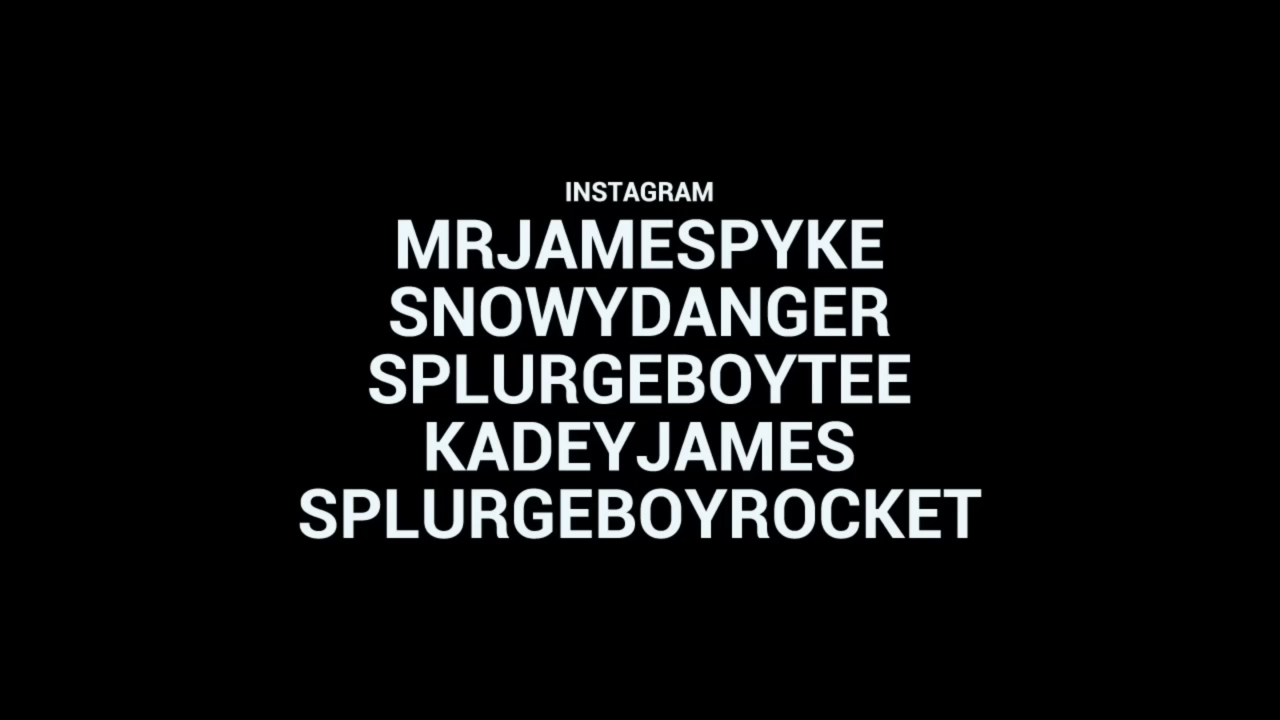 INSTAGRAM
MRJAMESPYKE
SNOWYDANGER
SPLURGEBOYTEE
KADEYJAMES
SPLURGEBOYROCKET